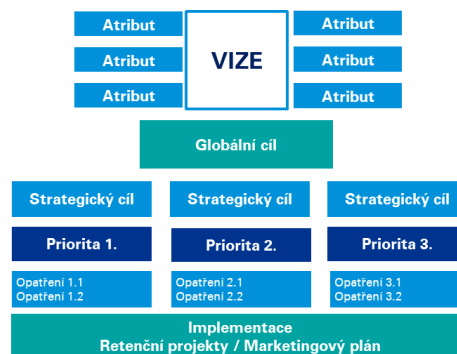 Atribut
Atribut
Atribut
VIZE
Atribut
Atribut
Atribut
Globální cíl
Strategický cíl
Strategický cíl
Strategický cíl
Priorita 1.
Priorita 2.
Priorita 3.
Opatření 1.1
Opatření 1.2
Opatření 2.1
Opatření 2.2
Opatření 3.1
Opatření 3.2
Implementace
Retenční projekty / Marketingový plán